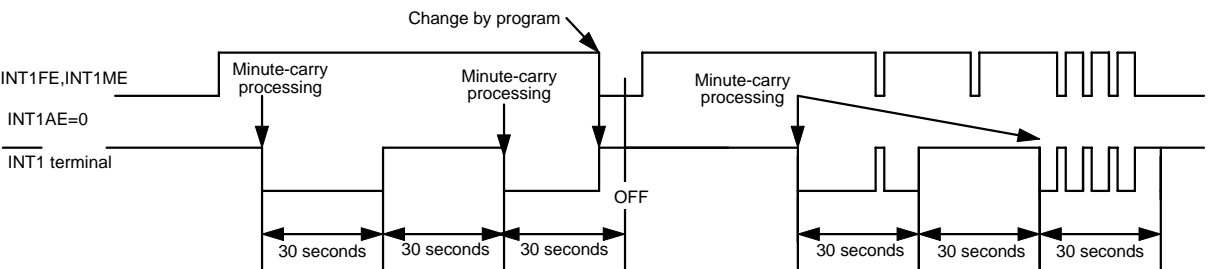 Change by program
INT1FE,INT1ME
Minute-carry
processing
Minute-carry
processing
Minute-carry
processing
INT1AE=0
INT1 terminal
OFF
30 seconds
30 seconds
30 seconds
30 seconds
30 seconds
30 seconds